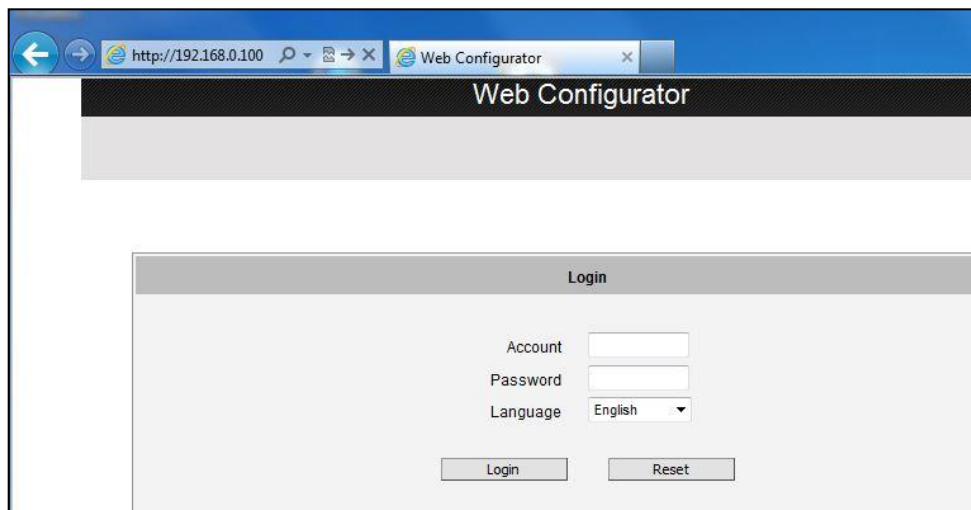 http://192.168.0.100
Web Configurator
Web Configurator
Login
Account
Password
Language English
Login Reset